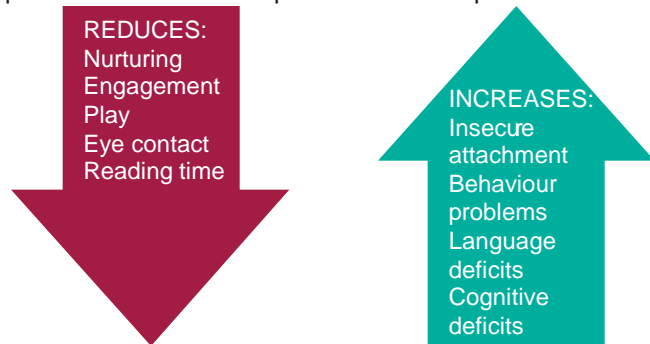 REDUCES:
Nurturing
Engagement
Play
Eye contact
Reading time
INCREASES:
Insecure
attachment
Behaviour
problems
Language
deficits
Cognitive
deficits